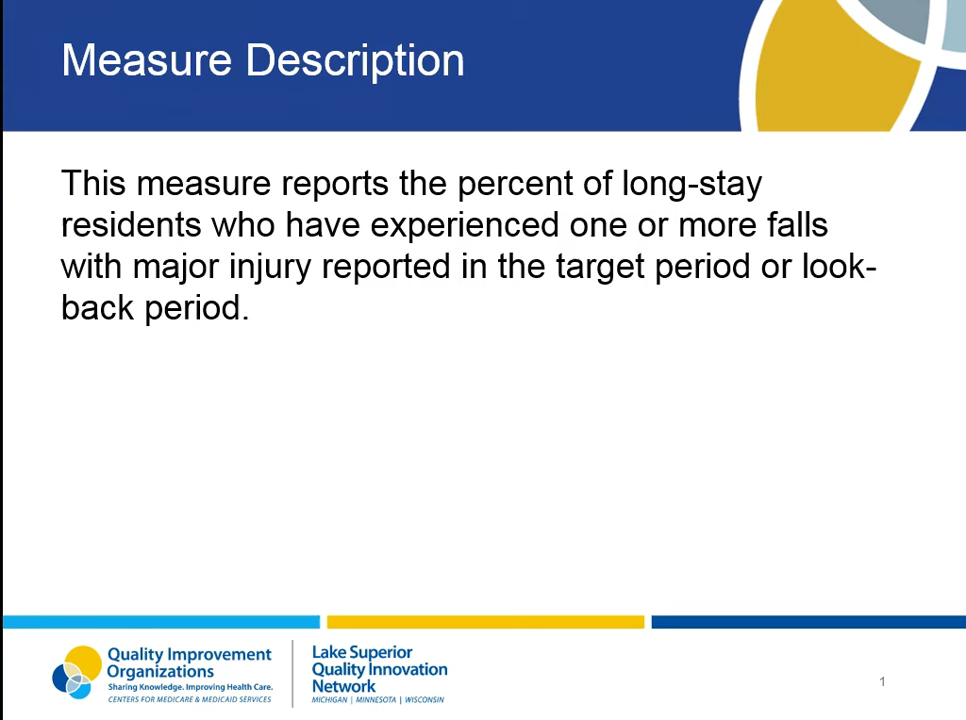 Measure Description
This measure reports the percent of long-stay
residents who have experienced one or more falls
with major injury reported in the target period or look-
back period.
Quality Improvement
Organizations
Sharing Knowledge. Improving Health Care.
CENTERS FOR MEDICARE & MEDICAID SERVICES
Lake Superior
Quality Innovation
Network
MICHIGAN | MINNESOTA | WISCONSIN
1